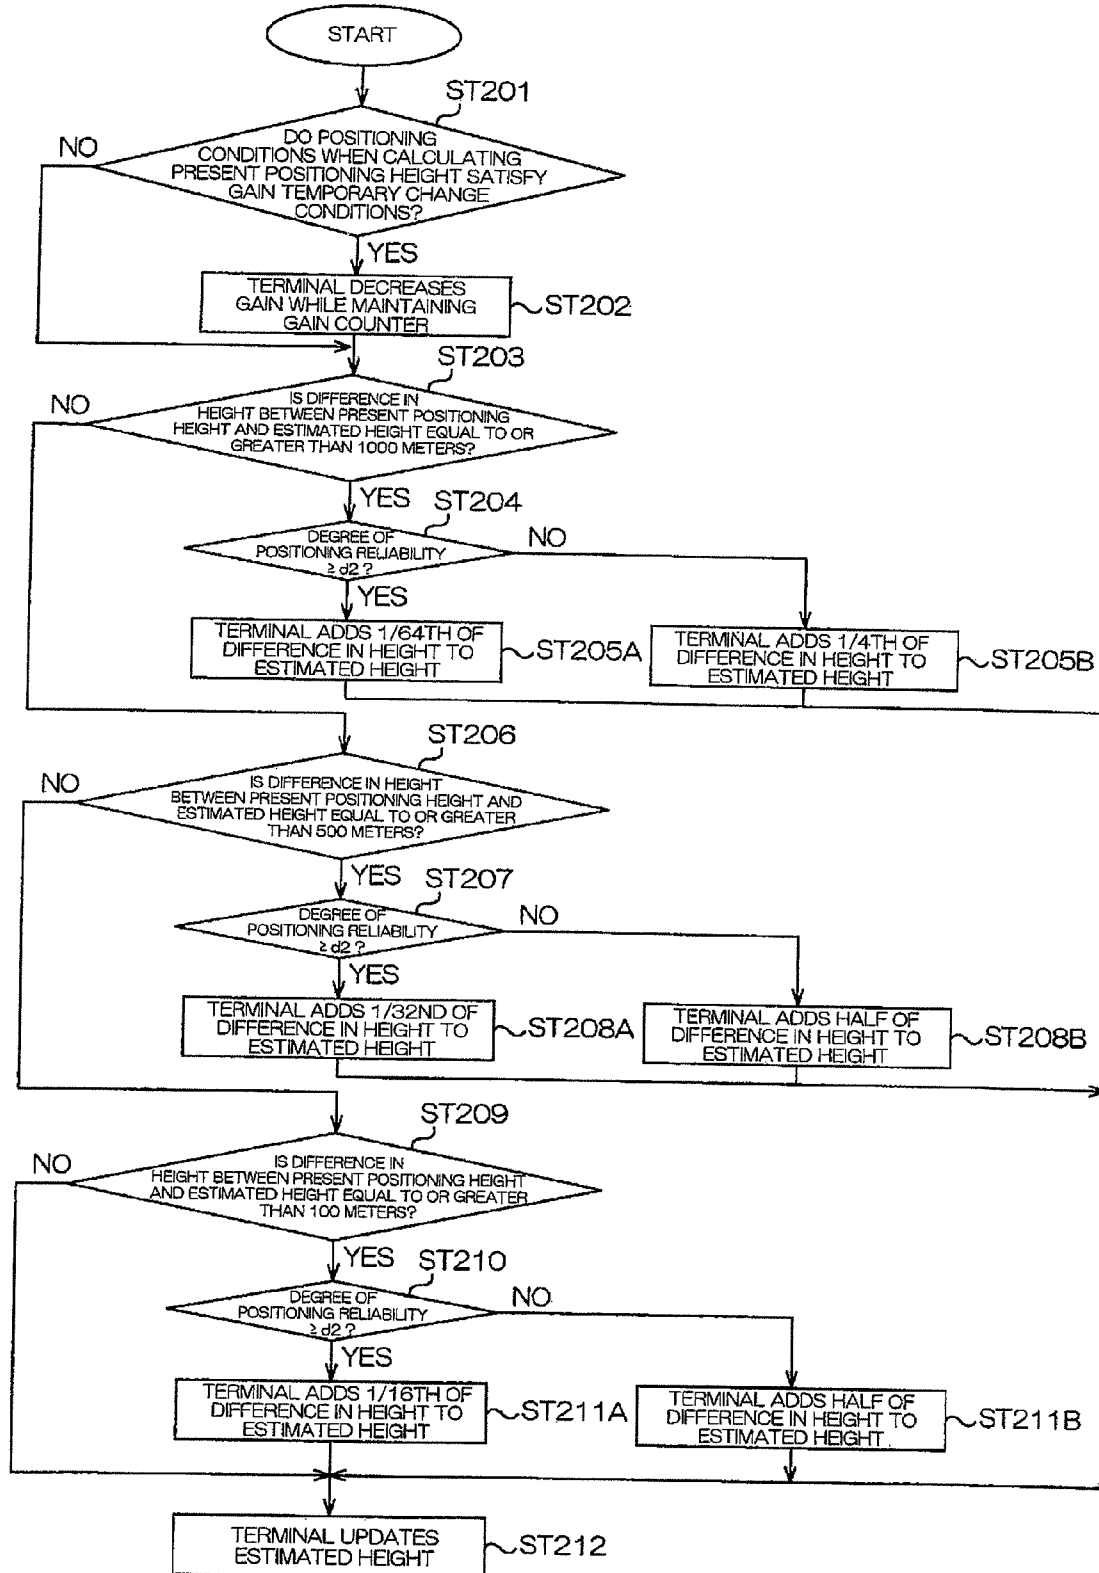 START
ST201
NO
DO POSITIONING
CONDITIONS WHEN CALCULATING
PRESENT POSITIONING HEIGHT SATISFY
GAIN TEMPORARY CHANGE
CONDITIONS?
YES
TERMINAL DECREASES
GAIN WHILE MAINTAINING
GAIN COUNTER
ST202
ST203
NO
IS DIFFERENCE IN
HEIGHT BETWEEN PRESENT POSITIONING
HEIGHT AND ESTIMATED HEIGHT EQUAL TO OR
GREATER THAN 1000 METERS?
YES
ST204
DEGREE OF
POSITIONING RELIABILITY
≥ d2 ?
NO
YES
TERMINAL ADDS 1/64TH OF
DIFFERENCE IN HEIGHT TO
ESTIMATED HEIGHT
ST205A
TERMINAL ADDS 1/4TH OF
DIFFERENCE IN HEIGHT TO
ESTIMATED HEIGHT
ST205B
ST206
NO
IS DIFFERENCE IN HEIGHT
BETWEEN PRESENT POSITIONING HEIGHT AND
ESTIMATED HEIGHT EQUAL TO OR GREATER
THAN 500 METERS?
YES
ST207
DEGREE OF
POSITIONING RELIABILITY
≥ d2 ?
NO
YES
TERMINAL ADDS 1/32ND OF
DIFFERENCE IN HEIGHT TO
ESTIMATED HEIGHT
ST208A
TERMINAL ADDS HALF OF
DIFFERENCE IN HEIGHT TO
ESTIMATED HEIGHT
ST208B
ST209
NO
IS DIFFERENCE IN
HEIGHT BETWEEN PRESENT POSITIONING HEIGHT
AND ESTIMATED HEIGHT EQUAL TO OR GREATER
THAN 100 METERS?
YES
ST210
DEGREE OF
POSITIONING RELIABILITY
≥ d2 ?
NO
YES
TERMINAL ADDS 1/16TH OF
DIFFERENCE IN HEIGHT TO
ESTIMATED HEIGHT
ST211A
TERMINAL ADDS HALF OF
DIFFERENCE IN HEIGHT TO
ESTIMATED HEIGHT
ST211B
TERMINAL UPDATES
ESTIMATED HEIGHT
ST212